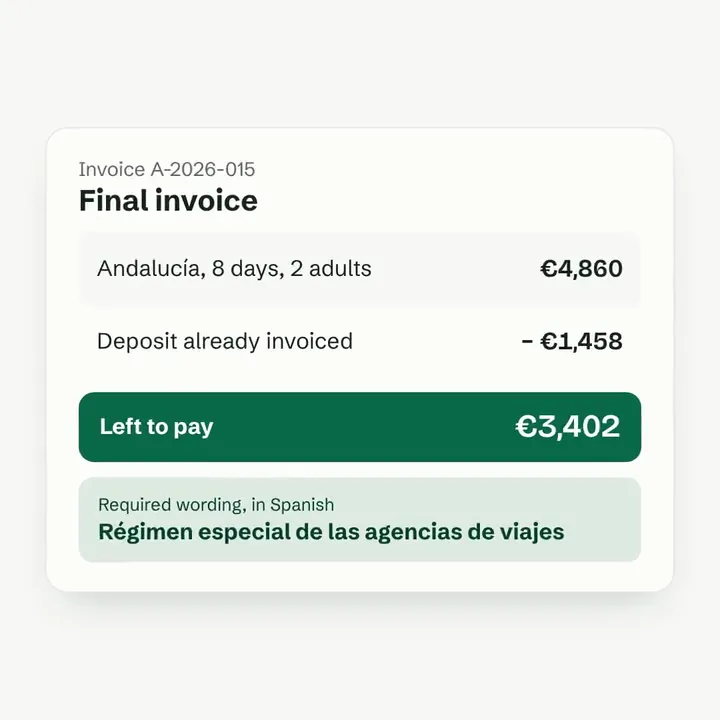 Invoice A-2026-015
Final invoice
Andalucía, 8 days, 2 adults €4,860
Deposit already invoiced – €1,458
Left to pay €3,402
Required wording, in Spanish
Régimen especial de las agencias de viajes